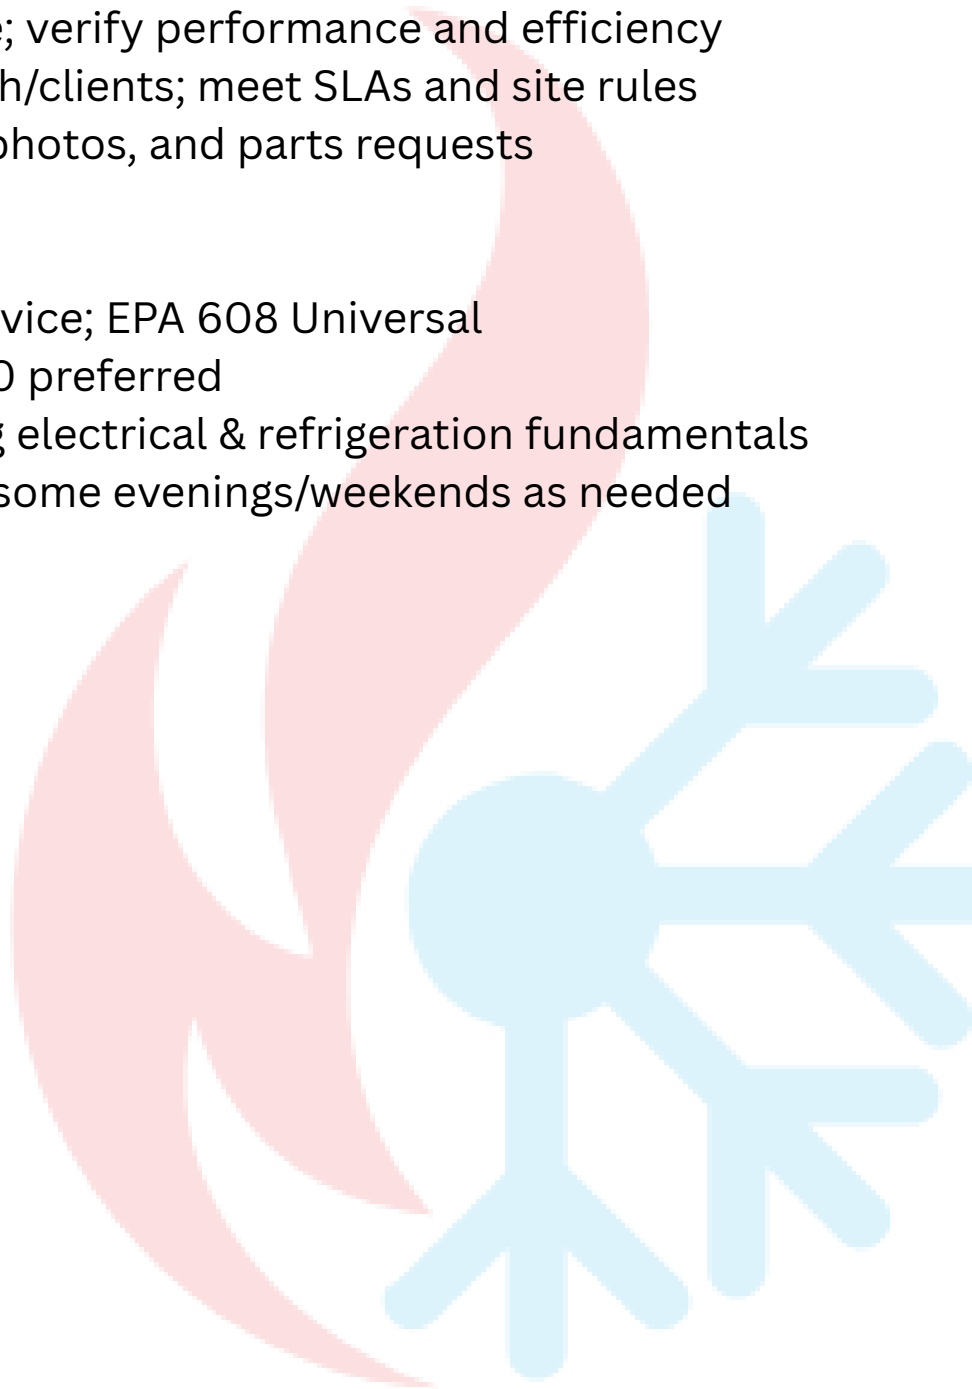 ; verify performance and efficiency
h/clients; meet SLAs and site rules
photos, and parts requests
vice; EPA 608 Universal
0 preferred
g electrical & refrigeration fundamentals
some evenings/weekends as needed